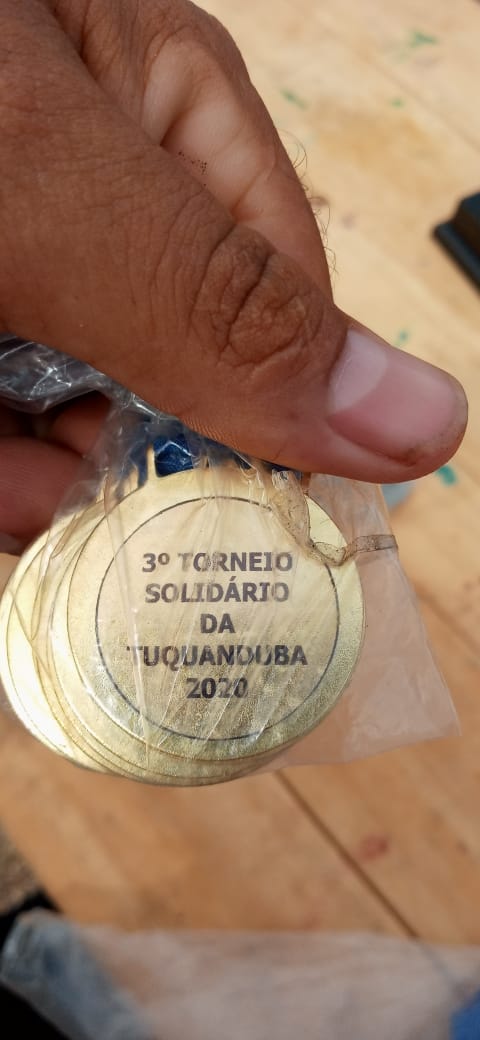 3º TORNEIO
SOLIDÁRIO
DA
TUQUANDUBA
2020